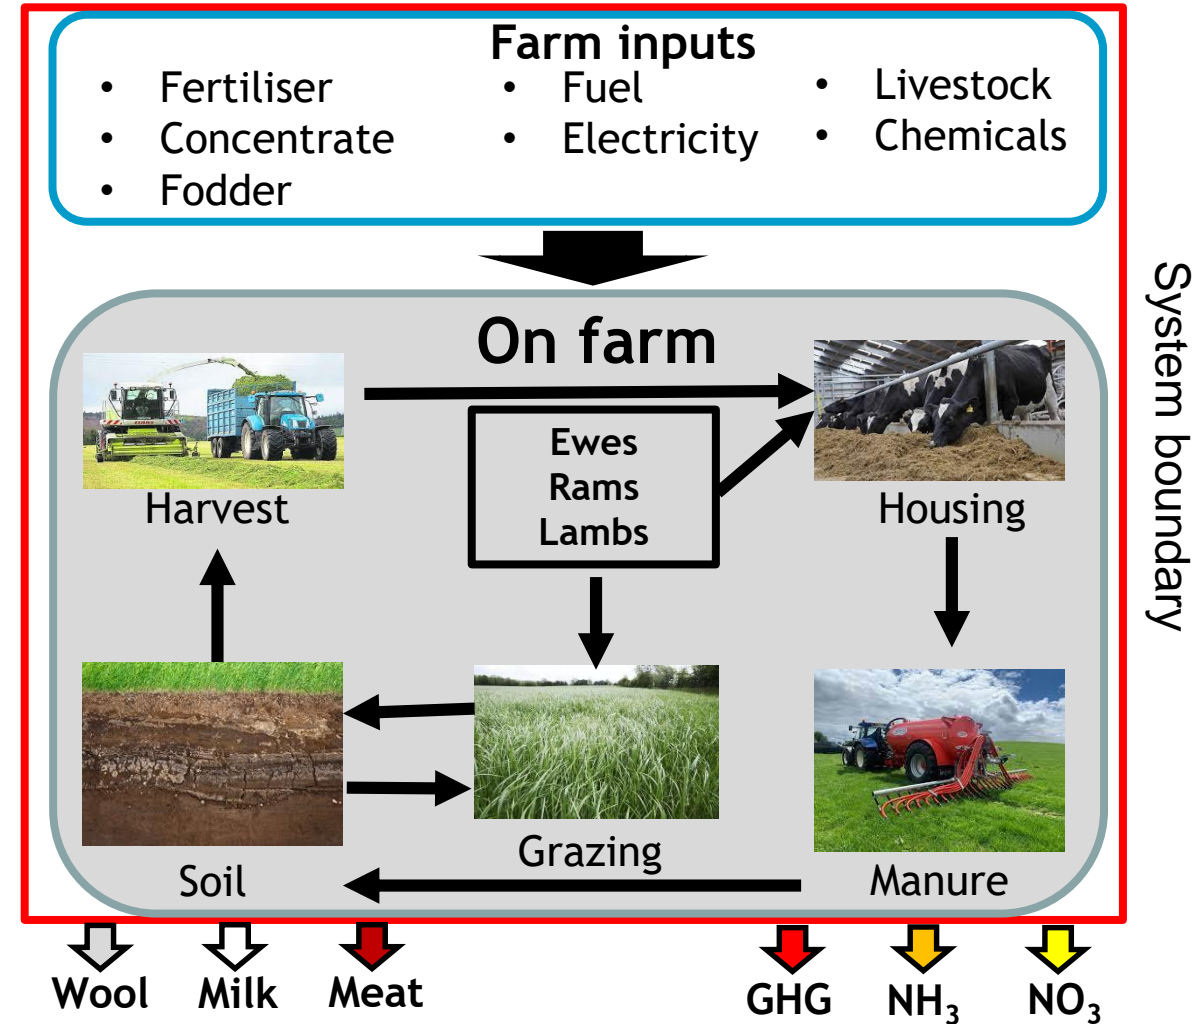 Farm inputs
• Fertiliser
• Concentrate
• Fodder
• Fuel
• Electricity
• Livestock
• Chemicals
On farm
Harvest
Ewes
Rams
Lambs
Housing
Soil
Grazing
Manure
System boundary
Wool
Milk
Meat
GHG
NH₃
NO₃